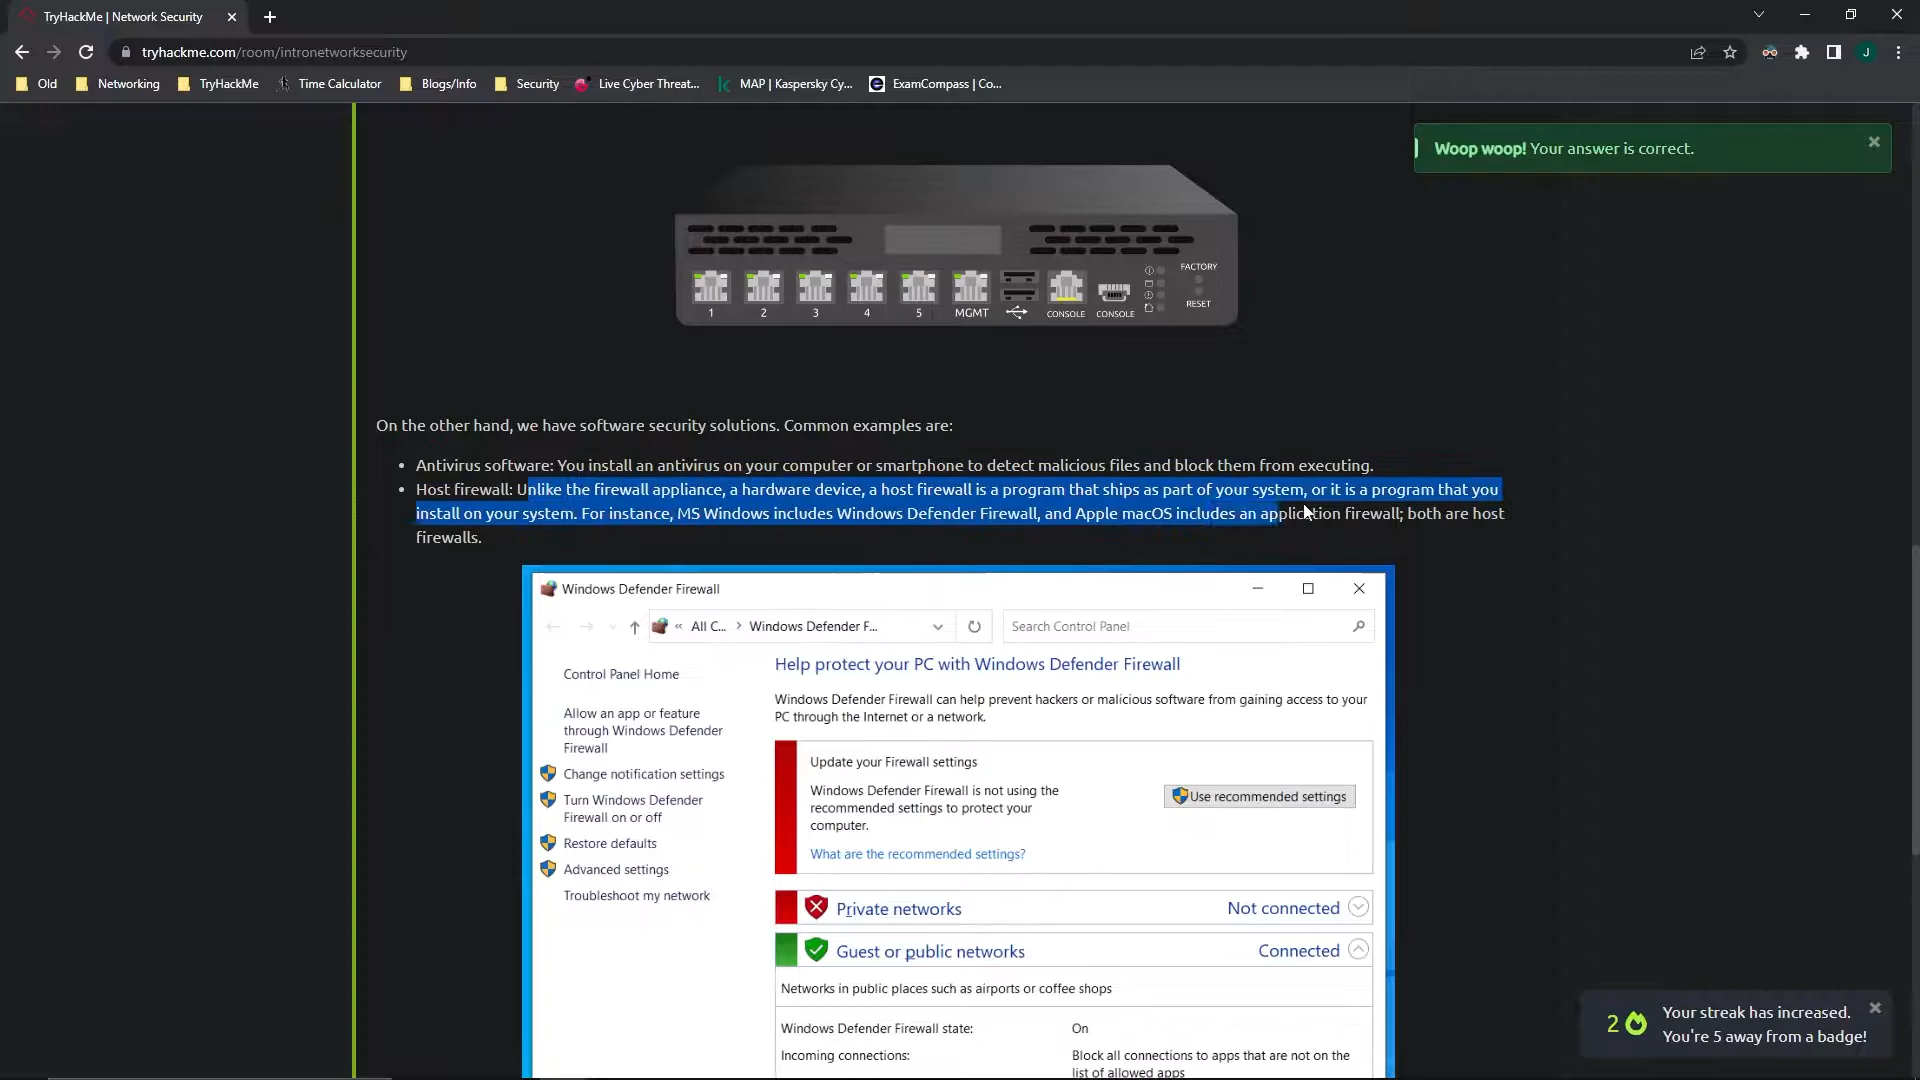 TryHackMe | Network Security
tryhackme.com/room/intronetworksecurity
J
Old
Networking
TryHackMe
Time Calculator
Blogs/Info
Security
Live Cyber Threat...
MAP | Kaspersky Cy...
ExamCompass | Co...
Woop woop! Your answer is correct.
FACTORY
RESET
1
2
3
4
5
MGMT
CONSOLE
CONSOLE
On the other hand, we have software security solutions. Common examples are:
Antivirus software: You install an antivirus on your computer or smartphone to detect malicious files and block them from executing.
Host firewall: Unlike the firewall appliance, a hardware device, a host firewall is a program that ships as part of your system, or it is a program that you
install on your system. For instance, MS Windows includes Windows Defender Firewall, and Apple macOS includes an application firewall; both are host
firewalls.
Windows Defender Firewall
« All C... > Windows Defender F...
Search Control Panel
Control Panel Home
Allow an app or feature
through Windows Defender
Firewall
Change notification settings
Turn Windows Defender
Firewall on or off
Restore defaults
Advanced settings
Troubleshoot my network
Help protect your PC with Windows Defender Firewall
Windows Defender Firewall can help prevent hackers or malicious software from gaining access to your
PC through the Internet or a network.
Update your Firewall settings
Windows Defender Firewall is not using the
recommended settings to protect your
computer.
Use recommended settings
What are the recommended settings?
Private networks
Not connected
Guest or public networks
Connected
Networks in public places such as airports or coffee shops
Windows Defender Firewall state:
On
Incoming connections:
Block all connections to apps that are not on the
list of allowed apps
2
Your streak has increased.
You're 5 away from a badge!